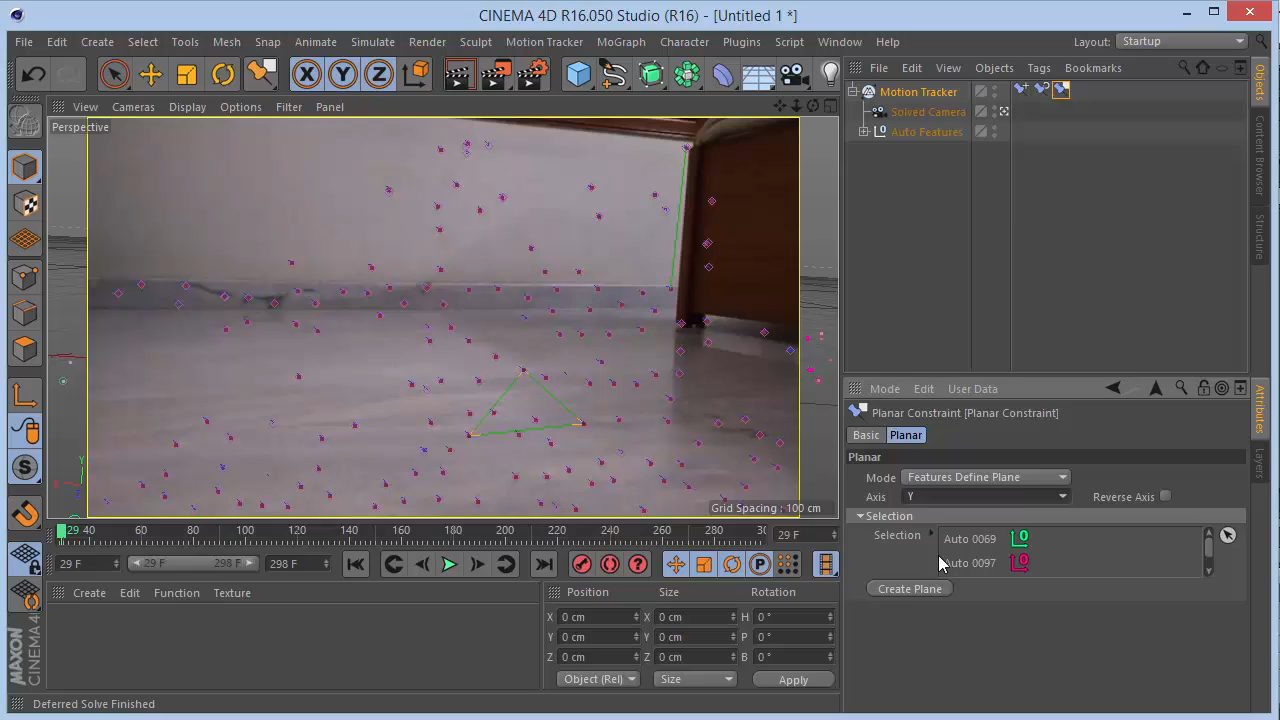 CINEMA 4D R16.050 Studio (R16) - [Untitled 1 *]
File Edit Create Select Tools Mesh Snap Animate Simulate Render Sculpt Motion Tracker MoGraph Character Plugins Script Window Help
Layout: Startup
X Y Z
View Cameras Display Options Filter Panel
Perspective
Grid Spacing : 100 cm
29 40 60 80 100 120 140 160 180 200 220 240 260 280 30
29 F
29 F
29 F
298 F
298 F
Create Edit Function Texture
Position Size Rotation
X 0 cm X 0 cm H 0 °
Y 0 cm Y 0 cm P 0 °
Z 0 cm Z 0 cm B 0 °
Object (Rel) Size Apply
Deferred Solve Finished
MAXON
CINEMA 4D
File Edit View Objects Tags Bookmarks
Motion Tracker
Solved Camera
Auto Features
Mode Edit User Data
Planar Constraint [Planar Constraint]
Basic Planar
Planar
Mode Features Define Plane
Axis Y Reverse Axis
Selection
Selection Auto 0069
Auto 0097
Create Plane
Objects
Content Browser
Structure
Attributes
Layers